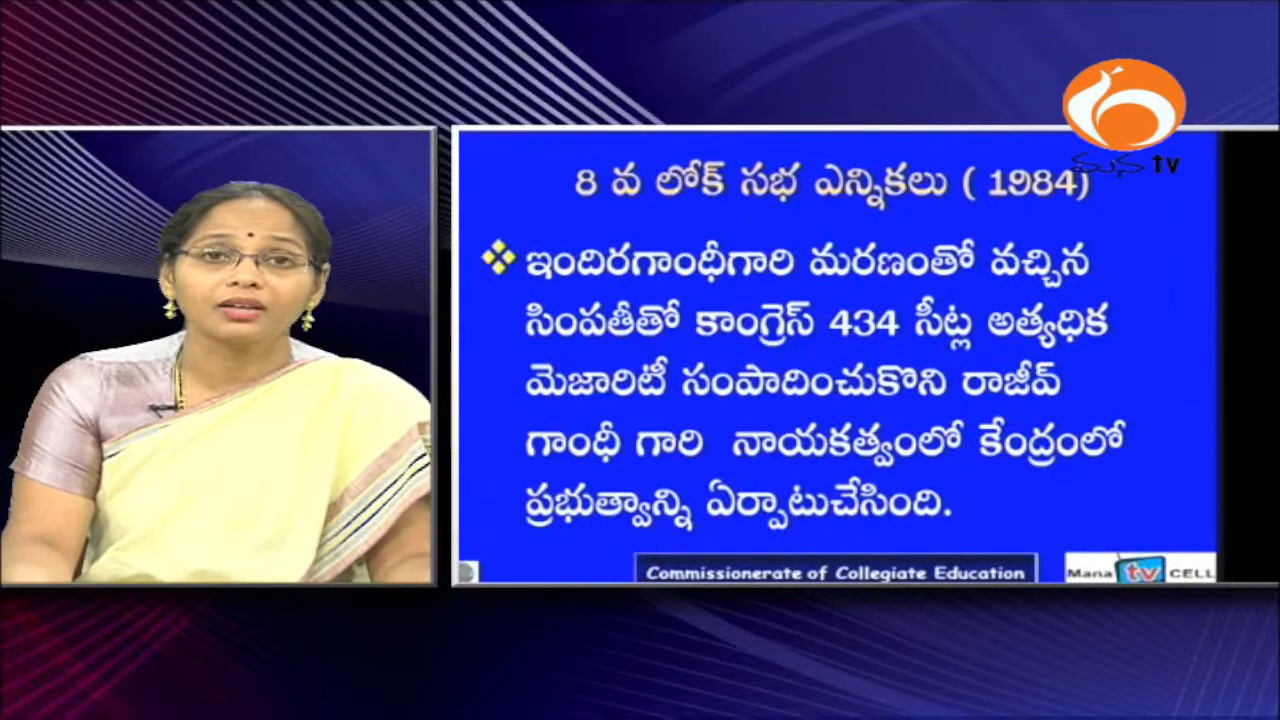 మన tv
8 వ లోక్ సభ ఎన్నికలు ( 1984)
ఇందిరగాంధీగారి మరణంతో వచ్చిన
సింపతీతో కాంగ్రెస్ 434 సీట్ల అత్యధిక
మెజారిటీ సంపాదించుకొని రాజీవ్
గాంధీ గారి నాయకత్వంలో కేంద్రంలో
ప్రభుత్వాన్ని ఏర్పాటుచేసింది.
Commissionerate of Collegiate Education
Mana tv CELL